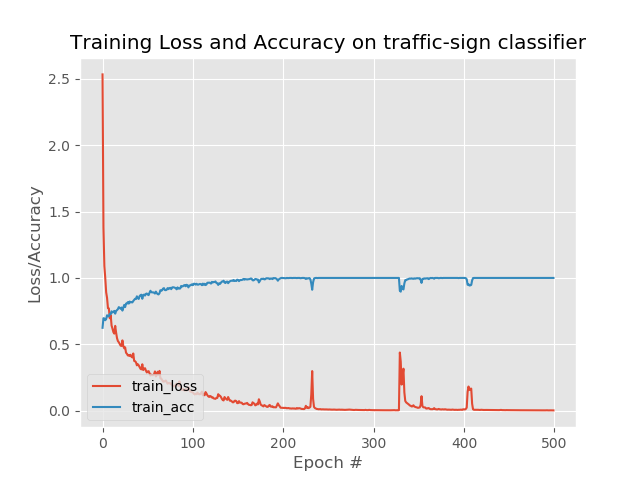 Training Loss and Accuracy on traffic-sign classifier
2.5
2.0
1.5
1.0
0.5
0.0
Loss/Accuracy
train_loss
train_acc
0 100 200 300 400 500
Epoch #